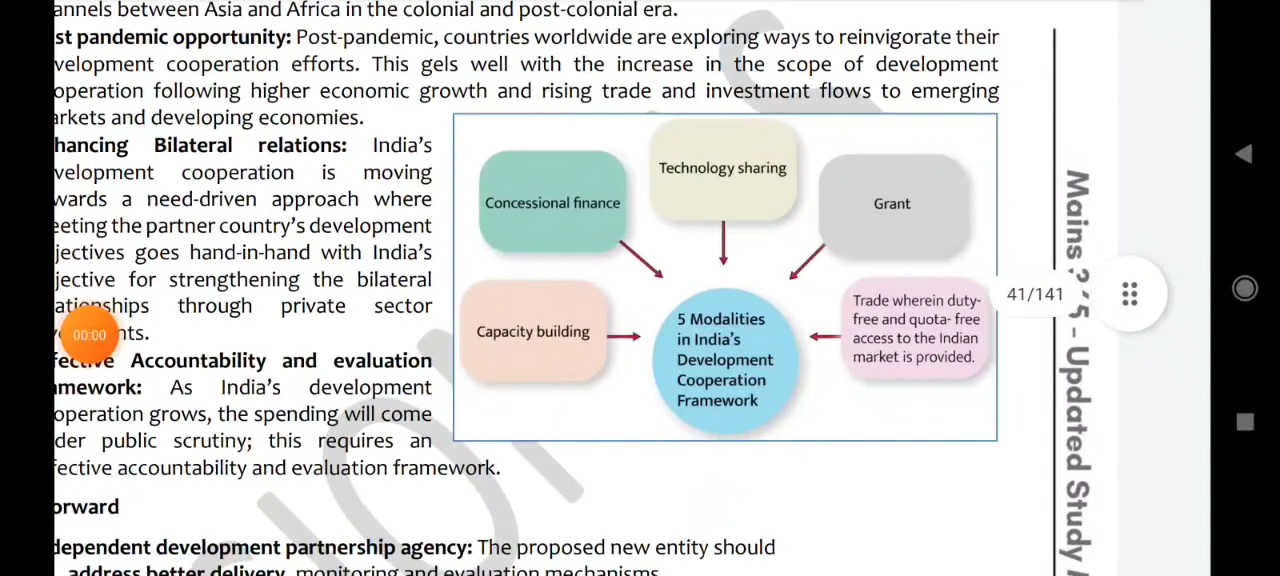 annels between Asia and Africa in the colonial and post-colonial era.
st pandemic opportunity: Post-pandemic, countries worldwide are exploring ways to reinvigorate their
velopment cooperation efforts. This gels well with the increase in the scope of development
operation following higher economic growth and rising trade and investment flows to emerging
arkets and developing economies.
hancing Bilateral relations: India's
velopment cooperation is moving
wards a need-driven approach where
eeting the partner country's development
jectives goes hand-in-hand with India's
jective for strengthening the bilateral
ationships through private sector
nts.
00:00
fective Accountability and evaluation
amework: As India's development
operation grows, the spending will come
der public scrutiny; this requires an
fective accountability and evaluation framework.
Technology sharing
Concessional finance
Grant
Capacity building
5 Modalities
in India's
Development
Cooperation
Framework
Trade wherein duty-
free and quota- free
access to the Indian
market is provided.
41/141
orward
dependent development partnership agency: The proposed new entity should
address better delivery, monitoring and evaluation mechanisms
Mains 365 – Updated Study